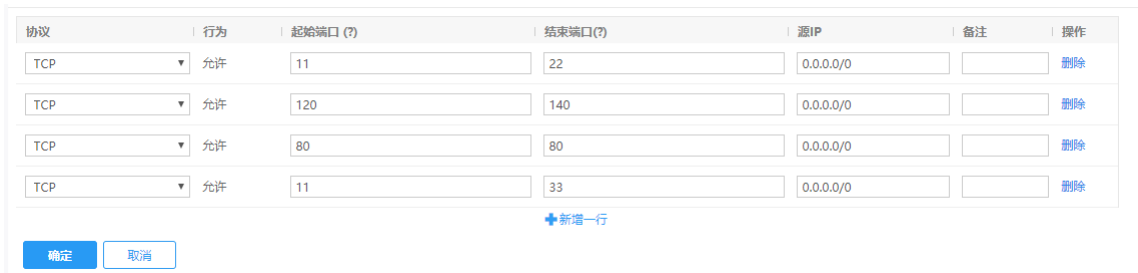 协议 行为 起始端口 (?) 结束端口(?) 源IP 备注 操作
TCP 允许 11 22 0.0.0.0/0 删除
TCP 允许 120 140 0.0.0.0/0 删除
TCP 允许 80 80 0.0.0.0/0 删除
TCP 允许 11 33 0.0.0.0/0 删除
新增一行
确定 取消